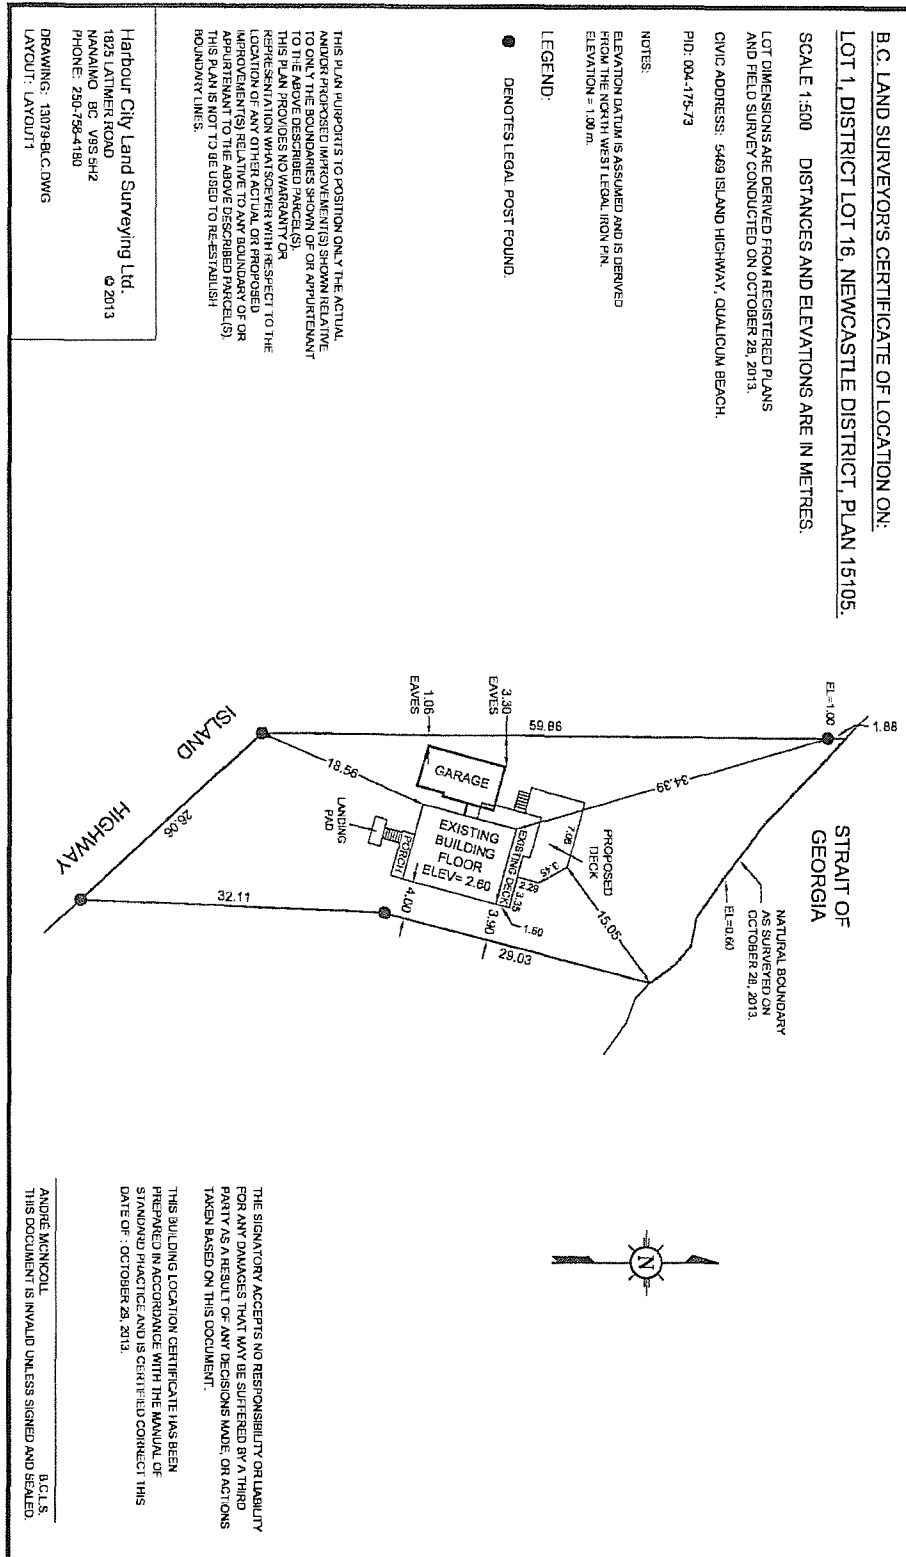 B.C. LAND SURVEYOR'S CERTIFICATE OF LOCATION ON:
LOT 1, DISTRICT LOT 16, NEWCASTLE DISTRICT, PLAN 15105.
SCALE 1:500 DISTANCES AND ELEVATIONS ARE IN METRES.
LOT DIMENSIONS ARE DERIVED FROM REGISTERED PLANS
AND FIELD SURVEY CONDUCTED ON OCTOBER 28, 2013.
CIVIC ADDRESS: 5469 ISLAND HIGHWAY, QUALICUM BEACH.
PID: 004-175-73
NOTES:
ELEVATION DATUM IS ASSUMED AND IS DERIVED
FROM THE NORTH WEST LEGAL IRON PIN.
ELEVATION = 1.00 m.
LEGEND:
DENOTES LEGAL POST FOUND.
THIS PLAN PURPORTS TO POSITION ONLY THE ACTUAL
AND/OR PROPOSED IMPROVEMENT(S) SHOWN RELATIVE
TO ONLY THE BOUNDARIES SHOWN OF OR APPURTENANT
TO THE ABOVE DESCRIBED PARCEL(S).
THIS PLAN PROVIDES NO WARRANTY OR
REPRESENTATION WHATSOEVER WITH RESPECT TO THE
LOCATION OF ANY OTHER ACTUAL OR PROPOSED
IMPROVEMENT(S) RELATIVE TO ANY BOUNDARY OF OR
APPURTENANT TO THE ABOVE DESCRIBED PARCEL(S).
THIS PLAN IS NOT TO BE USED TO RE-ESTABLISH
BOUNDARY LINES.
Harbour City Land Surveying Ltd.
1825 LATIMER ROAD © 2013
NANAIMO BC V9S 5H2
PHONE: 250-758-4180
DRAWING: 13079-BLC.DWG
LAYOUT: LAYOUT1
STRAIT OF
GEORGIA
NATURAL BOUNDARY
AS SURVEYED ON
OCTOBER 28, 2013.
EL=0.60
1.88
EL=1.00
59.86
34.39
3.30
EAVES
1.06
EAVES
GARAGE
18.56
PROPOSED
DECK
7.08
3.45
15.05
2.29
3.35
EXISTING DECK
EXISTING
BUILDING
FLOOR
ELEV= 2.60
PORCH
LANDING
PAD
1.50
3.90
4.00
29.03
32.11
26.06
ISLAND
HIGHWAY
N
THE SIGNATORY ACCEPTS NO RESPONSIBILITY OR LIABILITY
FOR ANY DAMAGES THAT MAY BE SUFFERED BY A THIRD
PARTY AS A RESULT OF ANY DECISIONS MADE, OR ACTIONS
TAKEN BASED ON THIS DOCUMENT.
THIS BUILDING LOCATION CERTIFICATE HAS BEEN
PREPARED IN ACCORDANCE WITH THE MANUAL OF
STANDARD PRACTICE AND IS CERTIFIED CORRECT THIS
DATE OF : OCTOBER 29, 2013.
ANDRÉ MCNICOLL B.C.L.S.
THIS DOCUMENT IS INVALID UNLESS SIGNED AND SEALED.